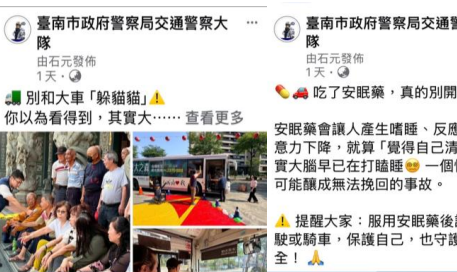 臺南市政府警察局交通警察大
隊
由石元發佈
1天・
別和大車「躲貓貓」⚠️
你以為看得到，其實大⋯⋯ 查看更多
臺南市政府警察局交通警
隊
由石元發佈
1天・
💊🚗 吃了安眠藥，真的別開
安眠藥會讓人產生嗜睡、反應
意力下降，就算「覺得自己清
實大腦早已在打瞌睡😵‍💫 一個恍
可能釀成無法挽回的事故。
⚠️ 提醒大家：服用安眠藥後
駛或騎車，保護自己，也守護
全！🙏